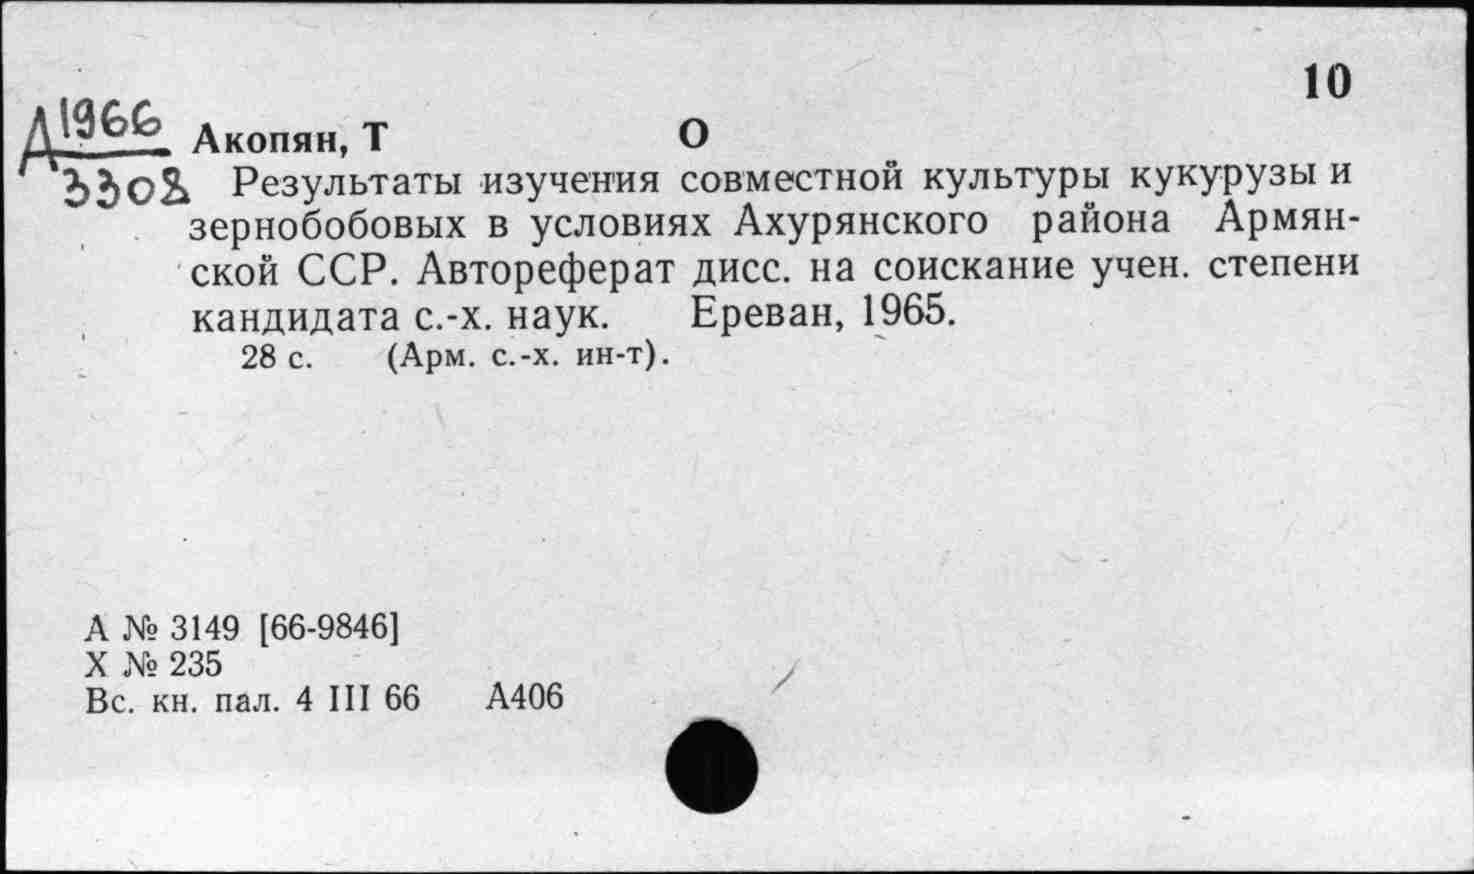 10
Д1966
Акопян, Т О
Результаты изучения совместной культуры кукурузы и
зернобобовых в условиях Ахурянского района Армян-
ской ССР. Автореферат дисс. на соискание учен. степени
кандидата с.-х. наук. Ереван, 1965.
28 с. (Арм. с.-х. ин-т).
А № 3149 [66-9846]
X № 235
Вс. кн. пал. 4 III 66 А406